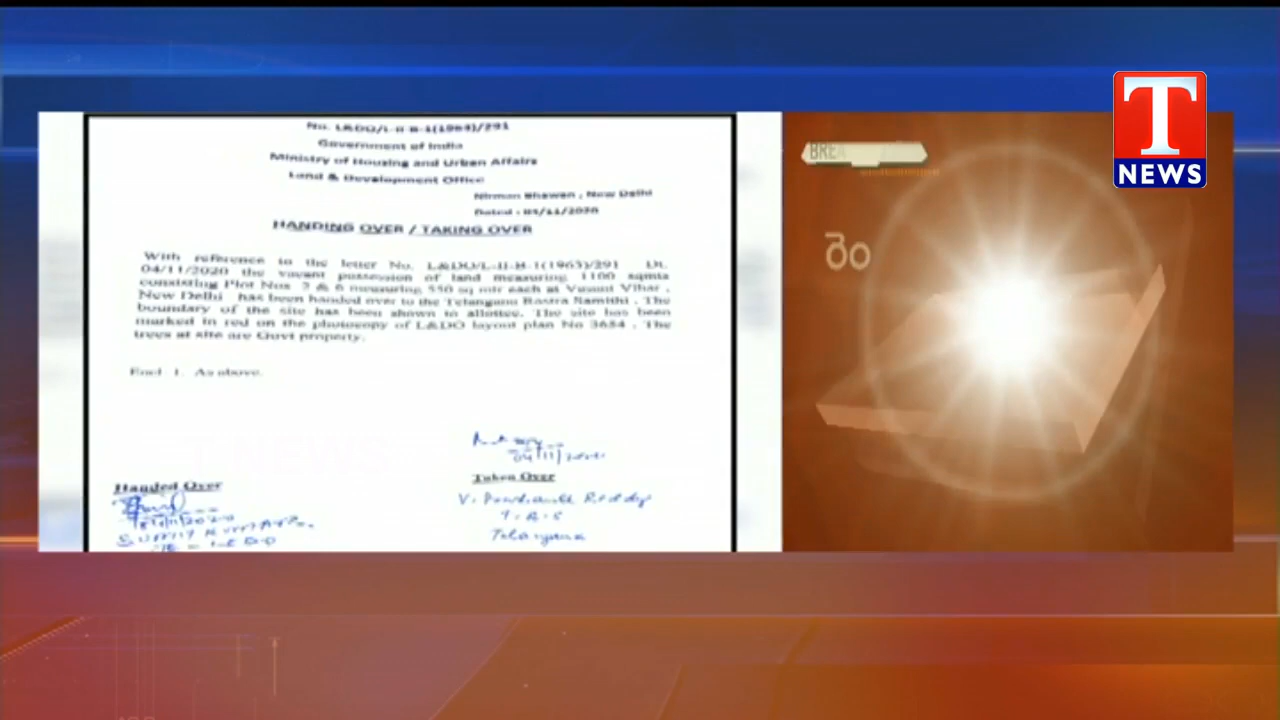 No. L&DO/L-II-B-1(1963)/291
Government of India
Ministry of Housing and Urban Affairs
Land & Development Office
Nirman Bhawan , New Delhi
Dated : 04/11/2020
HANDING OVER / TAKING OVER
With reference to the letter No. L&DO/L-II-B-1(1963)/291 Dt.
04/11/2020 the vacant possession of land measuring 1100 sqmts
consisting Plot Nos. & 6 measuring 550 sq mtr each at Vasant Vihar ,
New Delhi has been handed over to the Telangana Rastra Samithi . The
boundary of the site has been shown to allottee. The site has been
marked in red on the photocopy of L&DO layout plan No 3654 . The
trees at site are Govt property.
Encl 1. As above.
Handed Over
Taken Over
Reddy
Telangana
BREA
T
NEWS
T NEWS